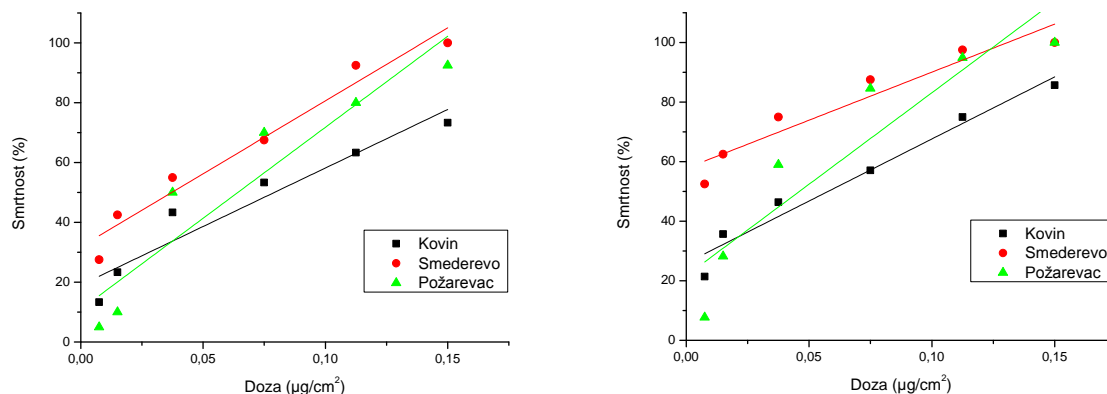 100
80
60
40
20
0
Smrtnost (%)
Kovin
Smederevo
Požarevac
0,00
0,05
0,10
0,15
Doza (µg/cm²)
100
80
60
40
20
0
Smrtnost (%)
Kovin
Smederevo
Požarevac
0,00
0,05
0,10
0,15
Doza (µg/cm²)